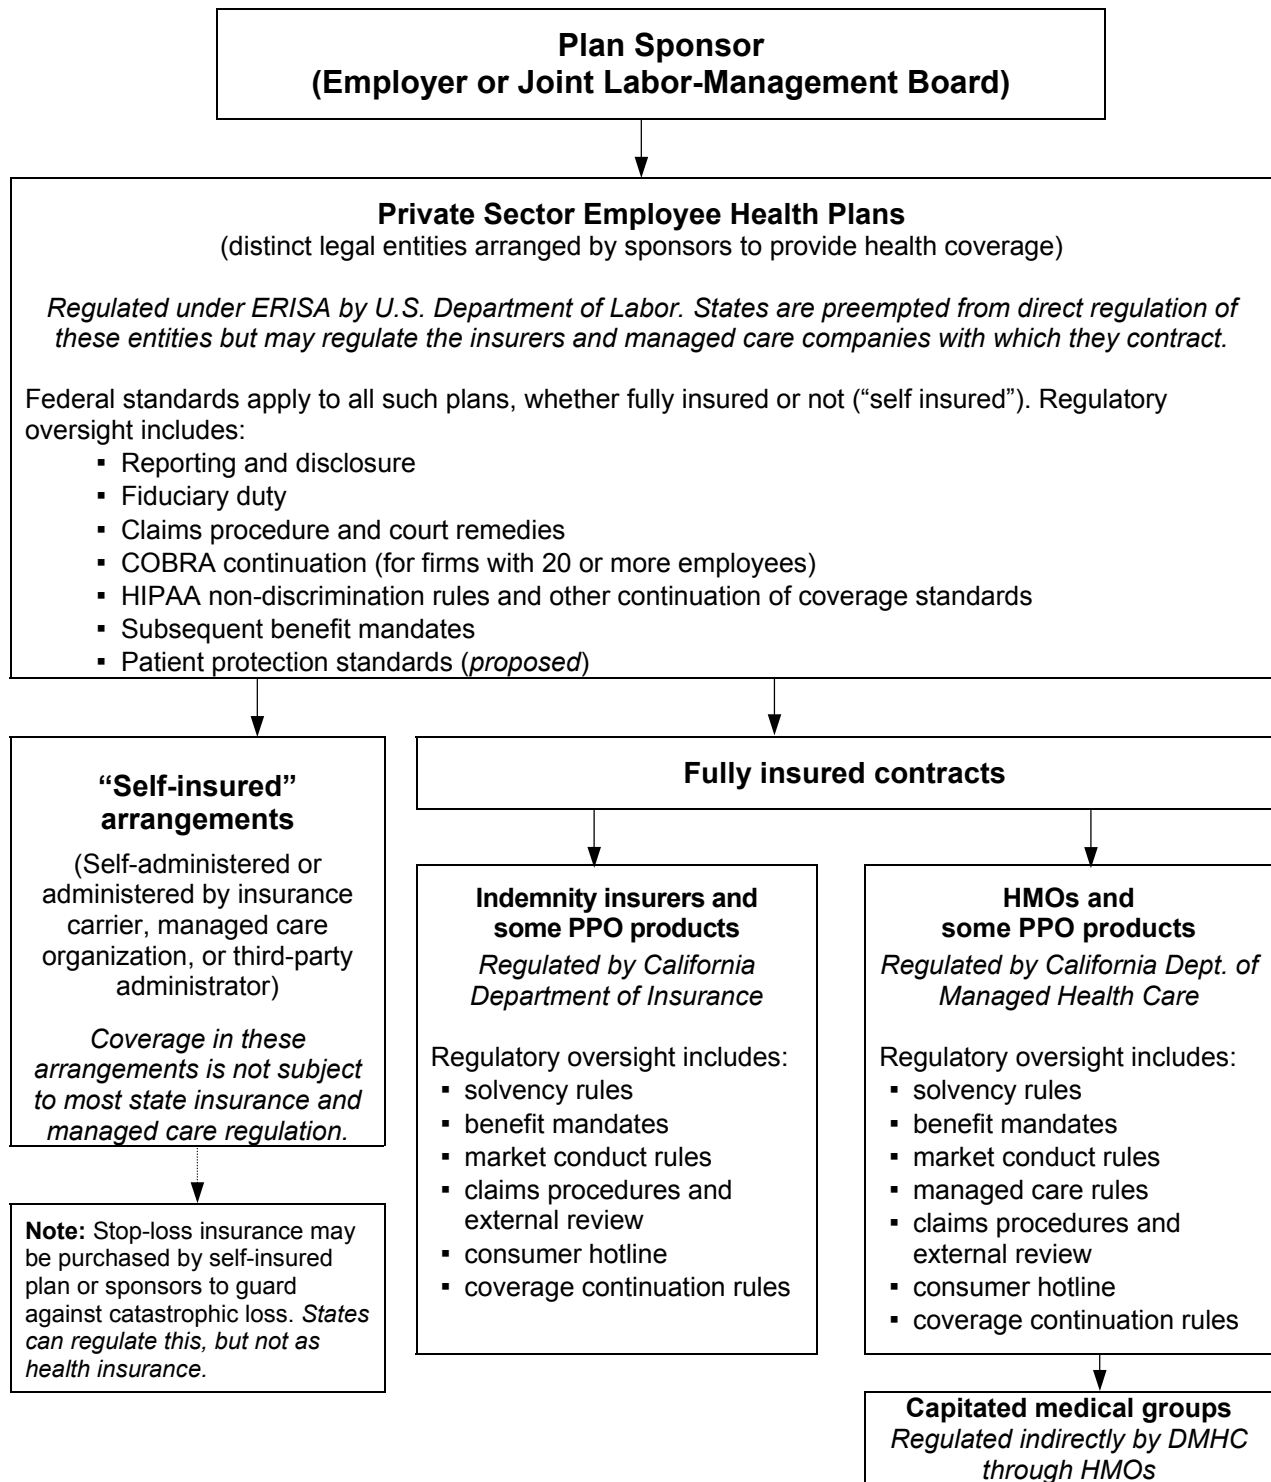 Plan Sponsor
(Employer or Joint Labor-Management Board)
Private Sector Employee Health Plans
(distinct legal entities arranged by sponsors to provide health coverage)
Regulated under ERISA by U.S. Department of Labor. States are preempted from direct regulation of
these entities but may regulate the insurers and managed care companies with which they contract.
Federal standards apply to all such plans, whether fully insured or not (“self insured”). Regulatory
oversight includes:
▪ Reporting and disclosure
▪ Fiduciary duty
▪ Claims procedure and court remedies
▪ COBRA continuation (for firms with 20 or more employees)
▪ HIPAA non-discrimination rules and other continuation of coverage standards
▪ Subsequent benefit mandates
▪ Patient protection standards (proposed)
“Self-insured”
arrangements
(Self-administered or
administered by insurance
carrier, managed care
organization, or third-party
administrator)
Coverage in these
arrangements is not subject
to most state insurance and
managed care regulation.
Note: Stop-loss insurance may
be purchased by self-insured
plan or sponsors to guard
against catastrophic loss. States
can regulate this, but not as
health insurance.
Fully insured contracts
Indemnity insurers and
some PPO products
Regulated by California
Department of Insurance
Regulatory oversight includes:
▪ solvency rules
▪ benefit mandates
▪ market conduct rules
▪ claims procedures and
external review
▪ consumer hotline
▪ coverage continuation rules
HMOs and
some PPO products
Regulated by California Dept. of
Managed Health Care
Regulatory oversight includes:
▪ solvency rules
▪ benefit mandates
▪ market conduct rules
▪ managed care rules
▪ claims procedures and
external review
▪ consumer hotline
▪ coverage continuation rules
Capitated medical groups
Regulated indirectly by DMHC
through HMOs